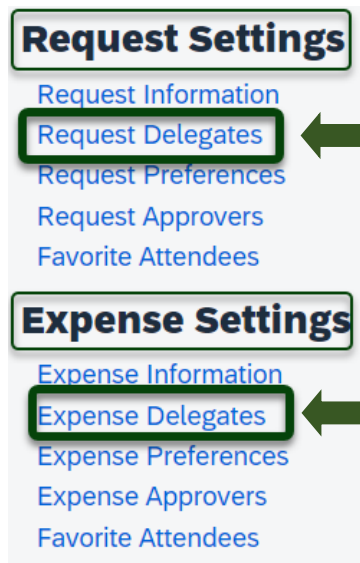 Request Settings
Request Information
Request Delegates
Request Preferences
Request Approvers
Favorite Attendees
Expense Settings
Expense Information
Expense Delegates
Expense Preferences
Expense Approvers
Favorite Attendees